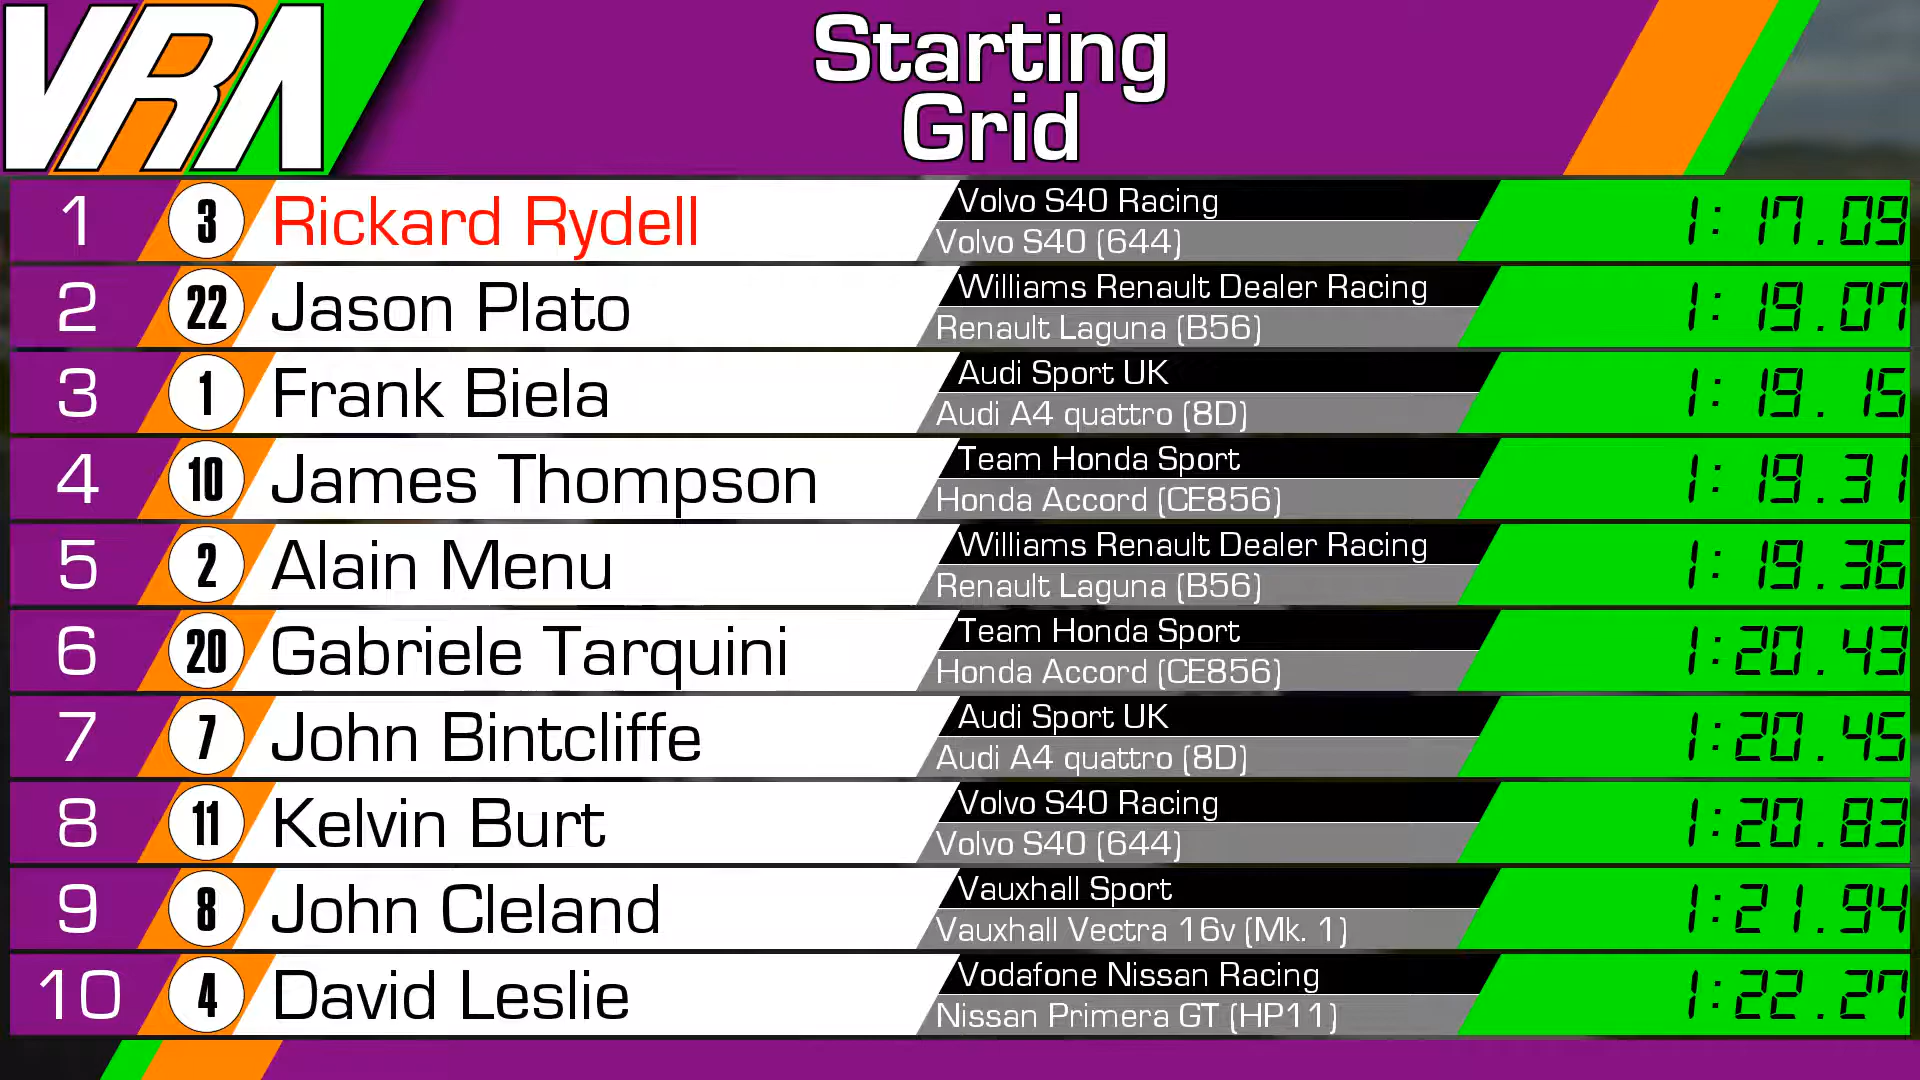 VRA
Starting
Grid
1 3 Rickard Rydell Volvo S40 Racing 1:17.09
Volvo S40 (644)
2 22 Jason Plato Williams Renault Dealer Racing 1:19.07
Renault Laguna (B56)
3 1 Frank Biela Audi Sport UK 1:19.15
Audi A4 quattro (8D)
4 10 James Thompson Team Honda Sport 1:19.31
Honda Accord (CE856)
5 2 Alain Menu Williams Renault Dealer Racing 1:19.36
Renault Laguna (B56)
6 20 Gabriele Tarquini Team Honda Sport 1:20.43
Honda Accord (CE856)
7 7 John Bintcliffe Audi Sport UK 1:20.45
Audi A4 quattro (8D)
8 11 Kelvin Burt Volvo S40 Racing 1:20.83
Volvo S40 (644)
9 8 John Cleland Vauxhall Sport 1:21.94
Vauxhall Vectra 16v (Mk. 1)
10 4 David Leslie Vodafone Nissan Racing 1:22.27
Nissan Primera GT (HP11)